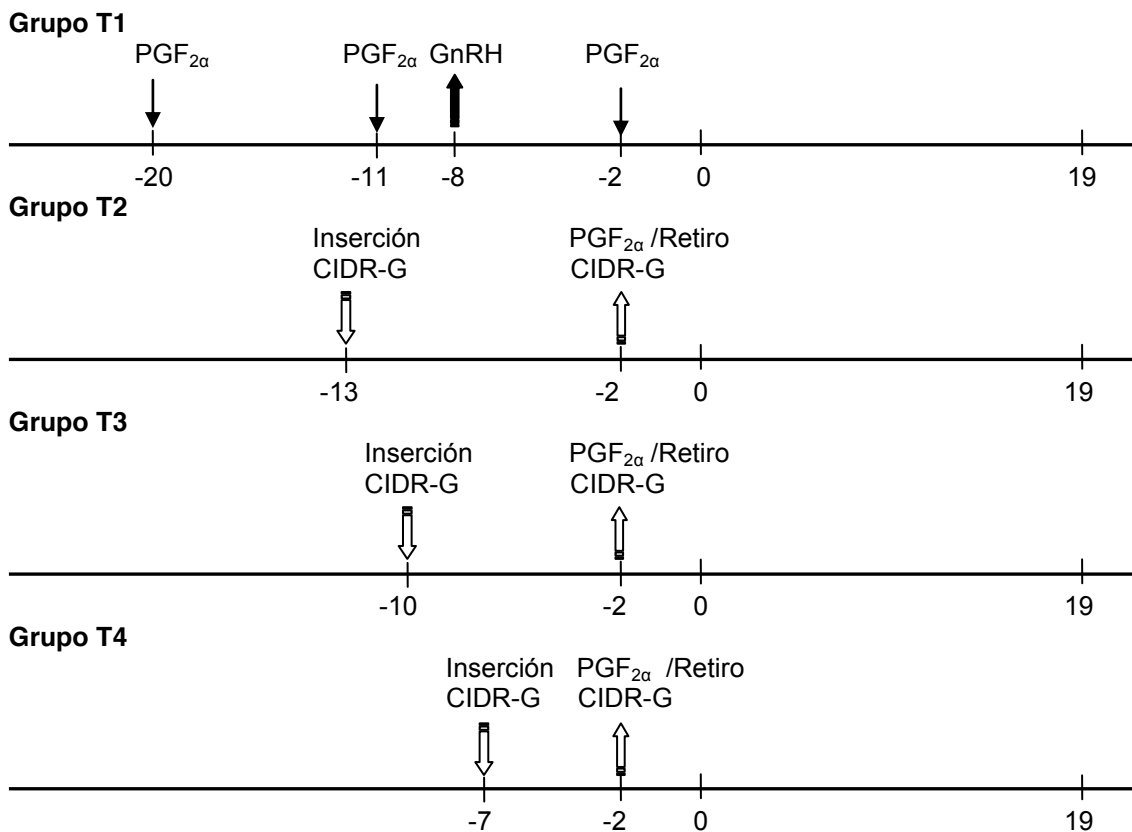 Grupo T1
PGF2α PGF2α GnRH PGF2α
-20 -11 -8 -2 0 19
Grupo T2
Inserción PGF2α /Retiro
CIDR-G CIDR-G
-13 -2 0 19
Grupo T3
Inserción PGF2α /Retiro
CIDR-G CIDR-G
-10 -2 0 19
Grupo T4
Inserción PGF2α /Retiro
CIDR-G CIDR-G
-7 -2 0 19